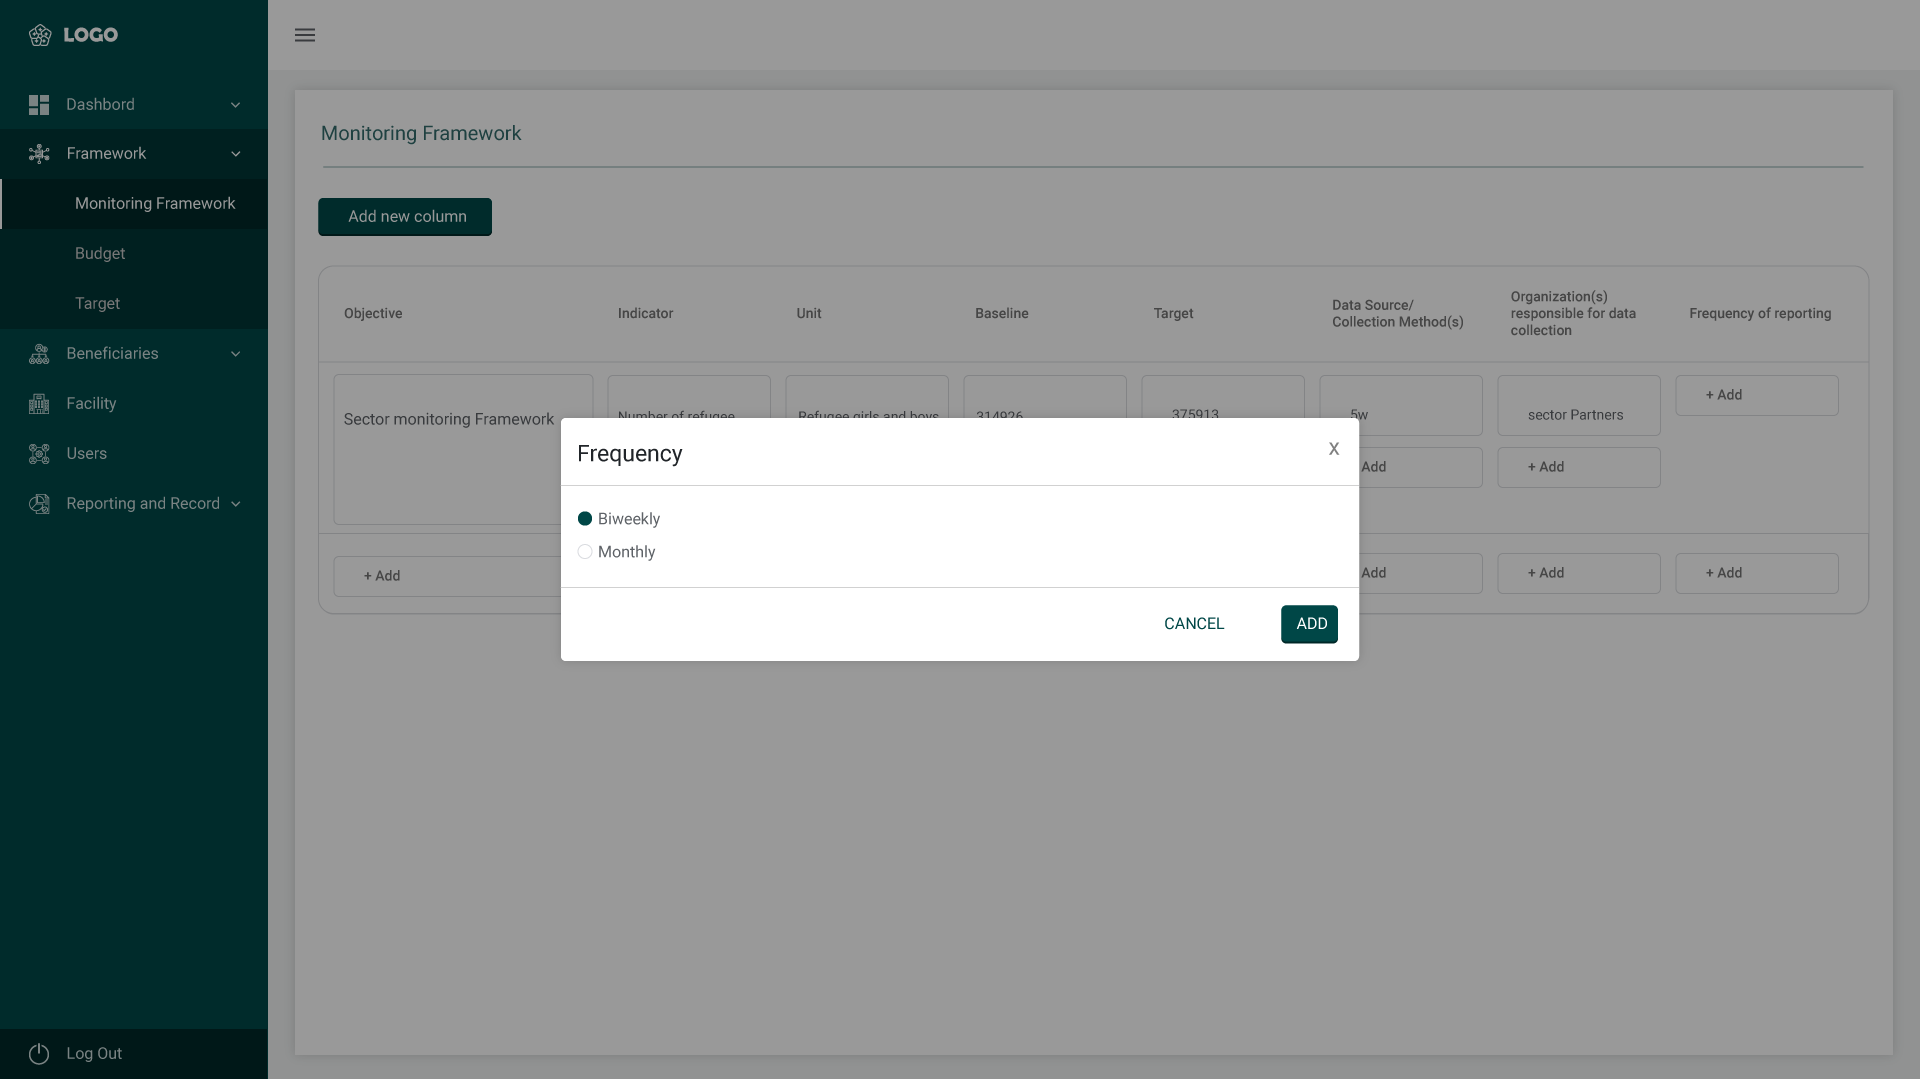 LOGO
Dashbord
Framework
Monitoring Framework
Budget
Target
Beneficiaries
Facility
Users
Reporting and Record
Log Out
Monitoring Framework
Add new column
Objective
Indicator
Unit
Baseline
Target
Data Source/
Collection Method(s)
Organization(s)
responsible for data
collection
Frequency of reporting
Sector monitoring Framework
Number of refugee
Refugee girls and boys
314926
375913
5w
sector Partners
+ Add
Add
+ Add
+ Add
Add
+ Add
+ Add
Frequency
X
Biweekly
Monthly
CANCEL
ADD